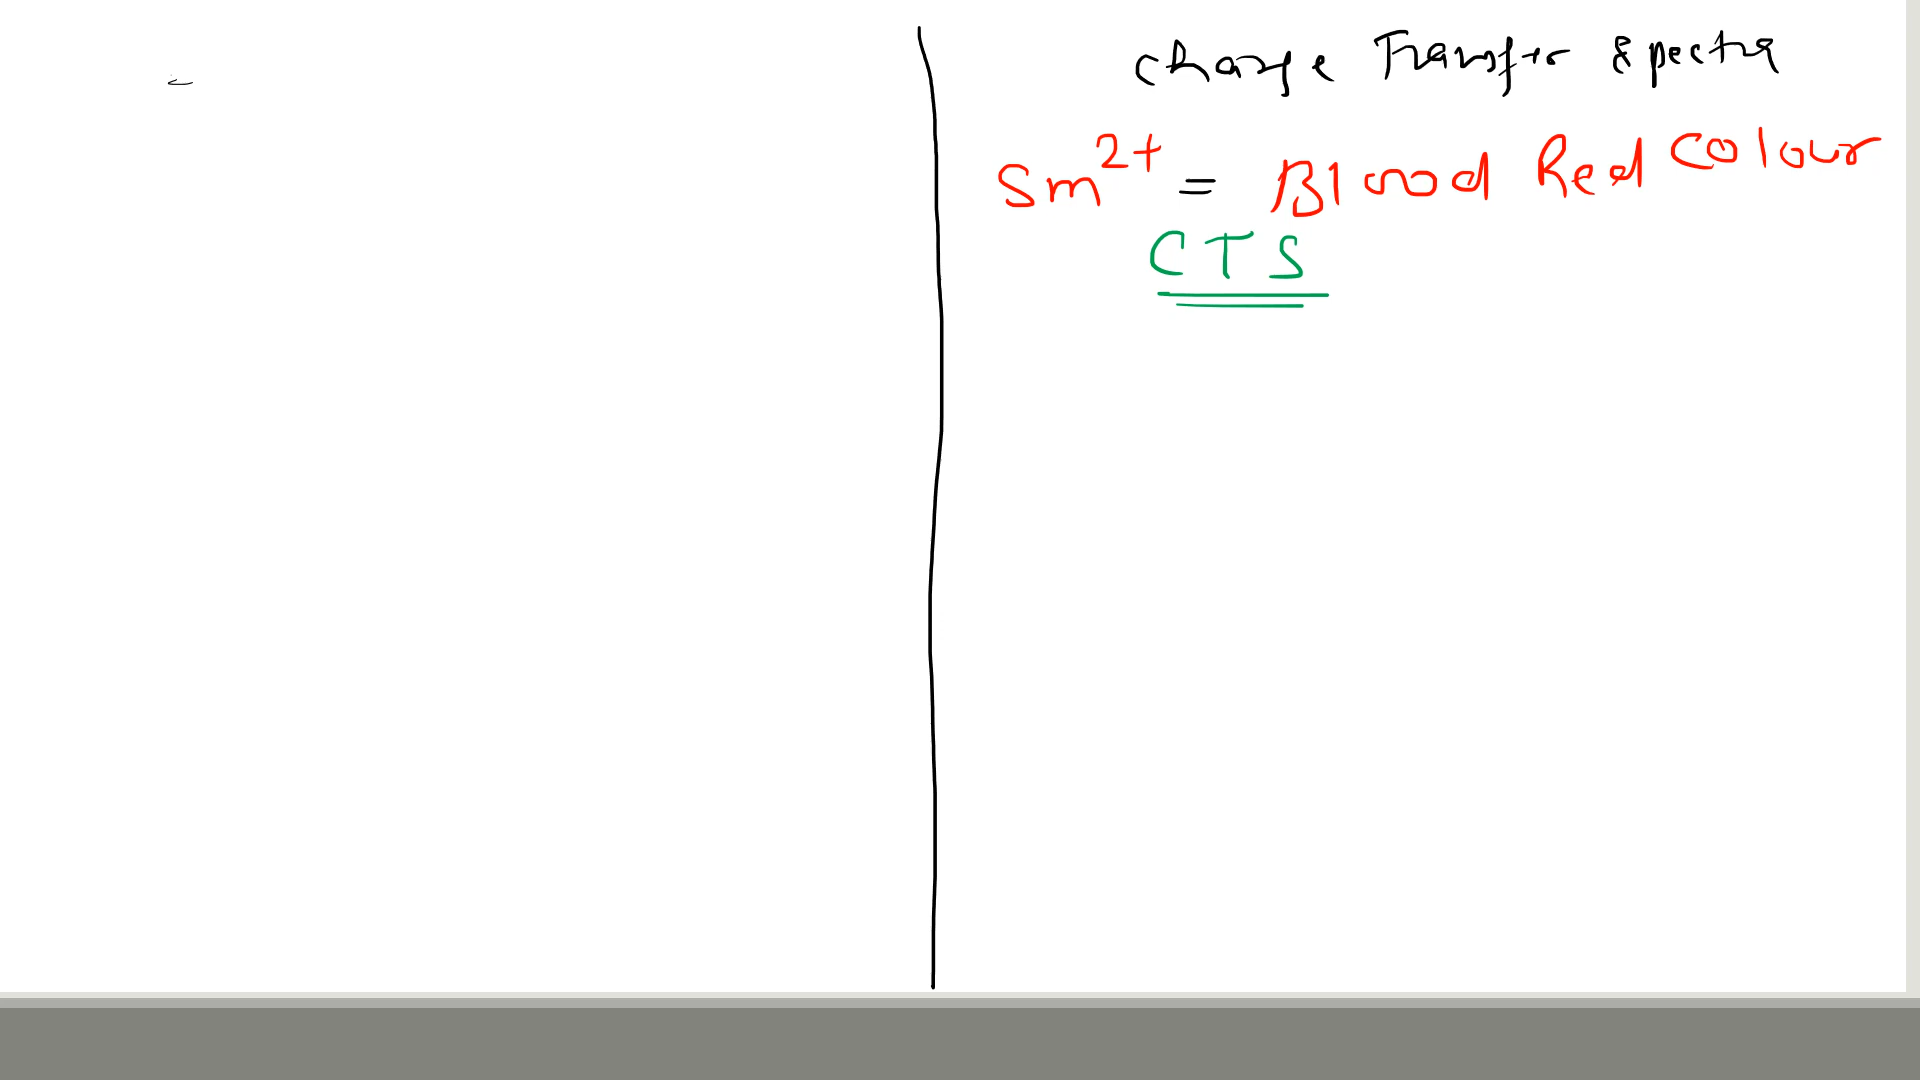 Charge Transfer Spectra
Sm²⁺ = Blood Red Colour
CTS